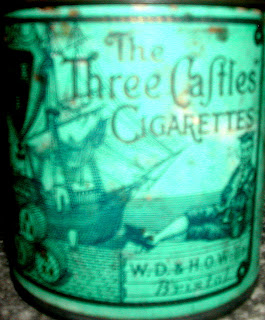 The
Three Caſtles
CIGARETTES
W.D. & H.O. WILLS
Bristol